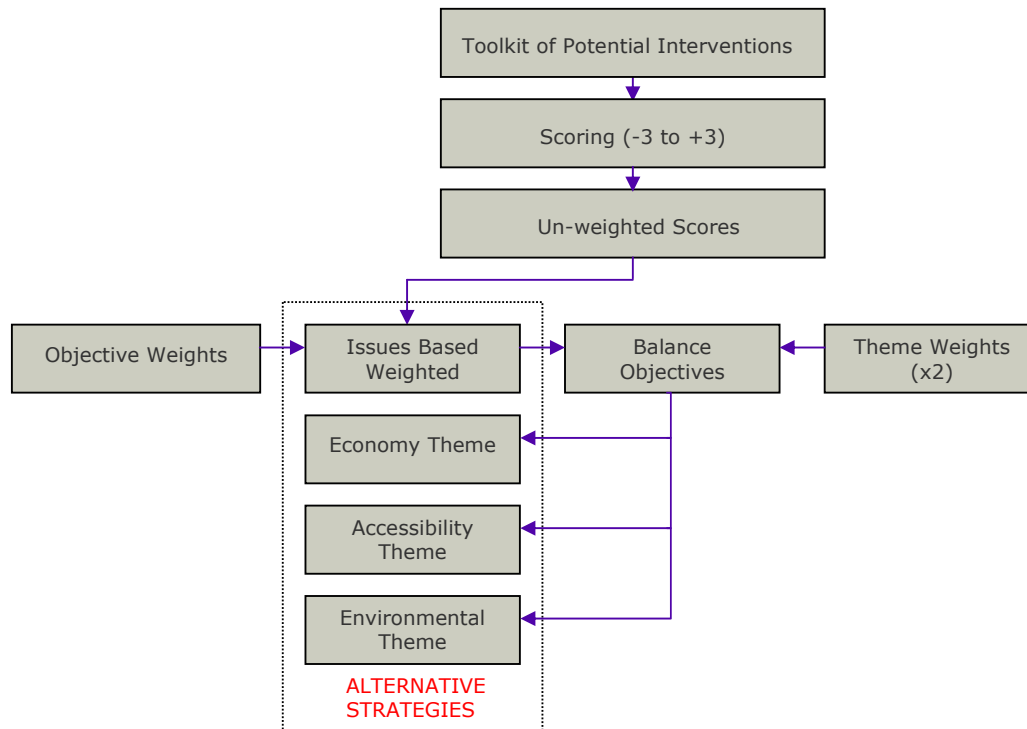 Toolkit of Potential Interventions
Scoring (-3 to +3)
Un-weighted Scores
Objective Weights
Issues Based
Weighted
Balance
Objectives
Theme Weights
(x2)
Economy Theme
Accessibility
Theme
Environmental
Theme
ALTERNATIVE
STRATEGIES